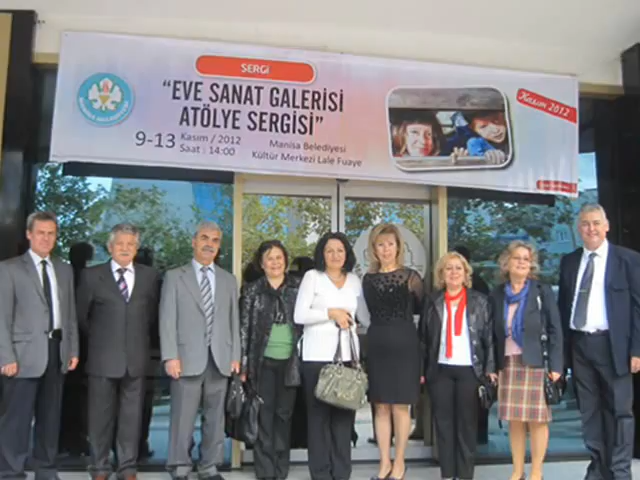 SERGİ
"EVE SANAT GALERİSİ
ATÖLYE SERGİSİ"
9-13 Kasım / 2012
Saat : 14:00
Manisa Belediyesi
Kültür Merkezi Lale Fuaye
Kasım 2012